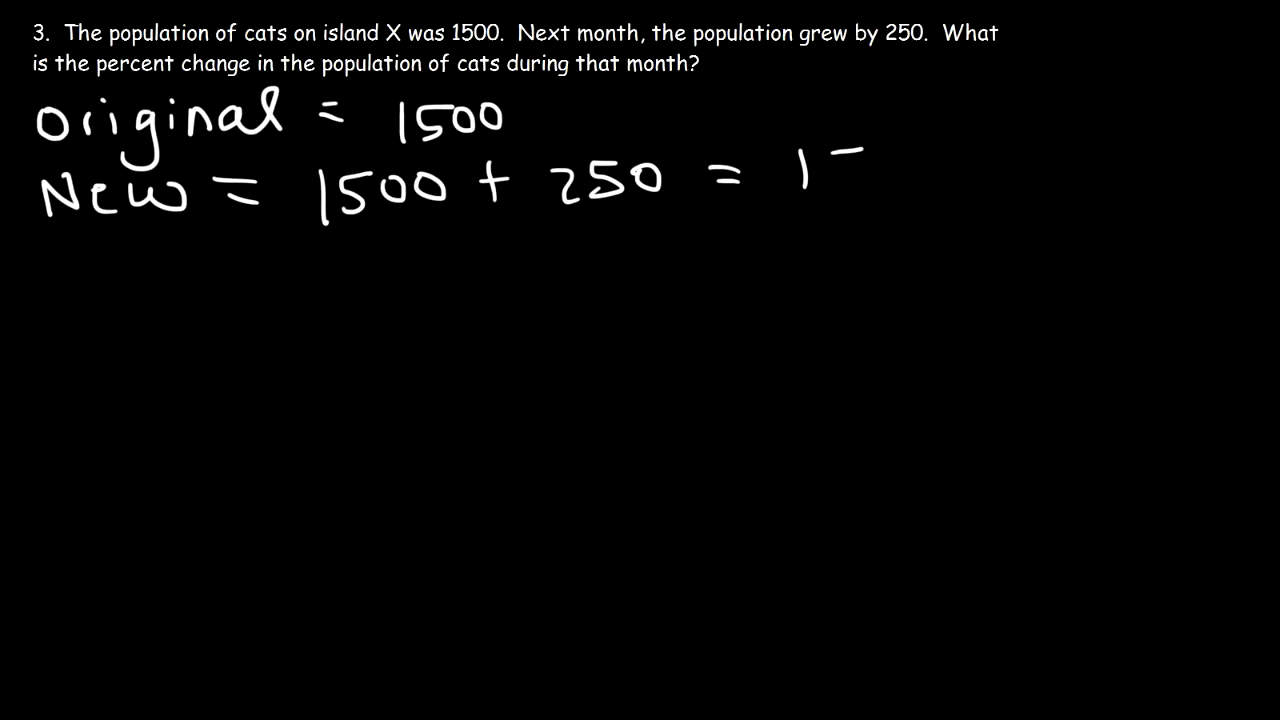 3. The population of cats on island X was 1500. Next month, the population grew by 250. What
is the percent change in the population of cats during that month?
Original = 1500
New = 1500 + 250 = 1